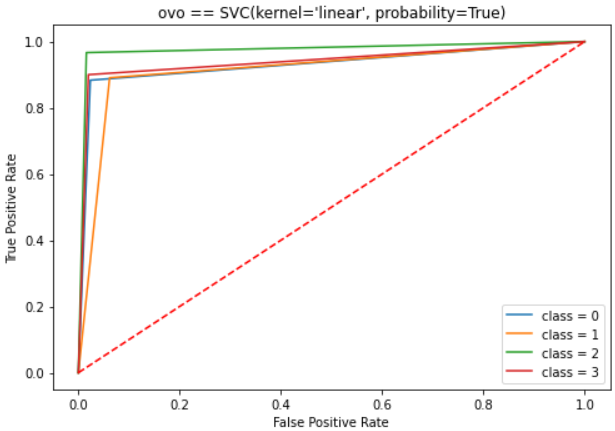 ovo == SVC(kernel='linear', probability=True)
True Positive Rate
1.0
0.8
0.6
0.4
0.2
0.0
0.0
0.2
0.4
0.6
0.8
1.0
False Positive Rate
class = 0
class = 1
class = 2
class = 3